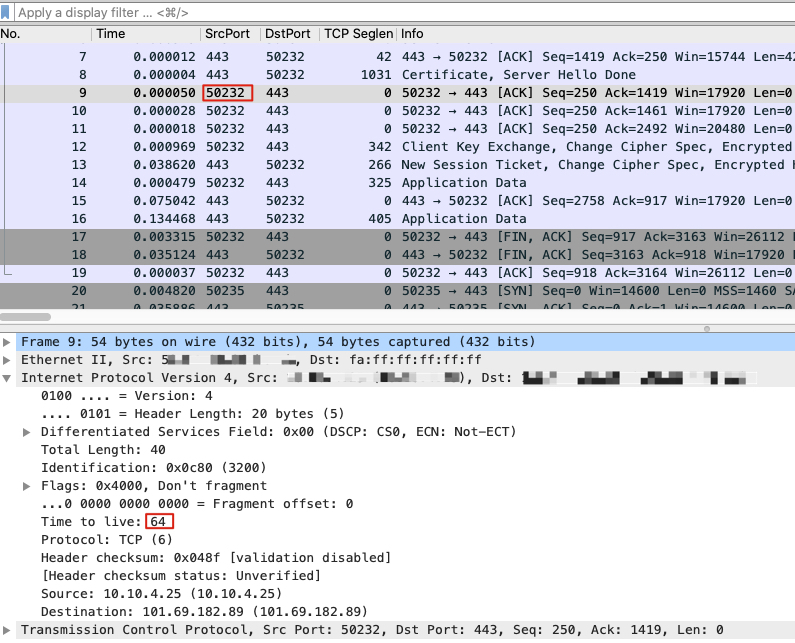 Apply a display filter … <⌘/>
No. Time SrcPort DstPort TCP Seglen Info
7 0.000012 443 50232 42 443 → 50232 [ACK] Seq=1419 Ack=250 Win=15744 Len=42
8 0.000004 443 50232 1031 Certificate, Server Hello Done
9 0.000050 50232 443 0 50232 → 443 [ACK] Seq=250 Ack=1419 Win=17920 Len=0
10 0.000028 50232 443 0 50232 → 443 [ACK] Seq=250 Ack=1461 Win=17920 Len=0
11 0.000018 50232 443 0 50232 → 443 [ACK] Seq=250 Ack=2492 Win=20480 Len=0
12 0.000969 50232 443 342 Client Key Exchange, Change Cipher Spec, Encrypted
13 0.038620 443 50232 266 New Session Ticket, Change Cipher Spec, Encrypted H
14 0.000479 50232 443 325 Application Data
15 0.075042 443 50232 0 443 → 50232 [ACK] Seq=2758 Ack=917 Win=17920 Len=0
16 0.134468 443 50232 405 Application Data
17 0.003315 50232 443 0 50232 → 443 [FIN, ACK] Seq=917 Ack=3163 Win=26112
18 0.035124 443 50232 0 443 → 50232 [FIN, ACK] Seq=3163 Ack=918 Win=17920
19 0.000037 50232 443 0 50232 → 443 [ACK] Seq=918 Ack=3164 Win=26112 Len=0
20 0.004820 50235 443 0 50235 → 443 [SYN] Seq=0 Win=14600 Len=0 MSS=1460 SA
21 0.035886 443 50235 0 443 → 50235 [SYN, ACK] Seq=0 Ack=1 Win=14600 Len=0
Frame 9: 54 bytes on wire (432 bits), 54 bytes captured (432 bits)
Ethernet II, Src: 5 , Dst: fa:ff:ff:ff:ff:ff
Internet Protocol Version 4, Src: ), Dst:
0100 .... = Version: 4
.... 0101 = Header Length: 20 bytes (5)
Differentiated Services Field: 0x00 (DSCP: CS0, ECN: Not-ECT)
Total Length: 40
Identification: 0x0c80 (3200)
Flags: 0x4000, Don't fragment
...0 0000 0000 0000 = Fragment offset: 0
Time to live: 64
Protocol: TCP (6)
Header checksum: 0x048f [validation disabled]
[Header checksum status: Unverified]
Source: 10.10.4.25 (10.10.4.25)
Destination: 101.69.182.89 (101.69.182.89)
Transmission Control Protocol, Src Port: 50232, Dst Port: 443, Seq: 250, Ack: 1419, Len: 0